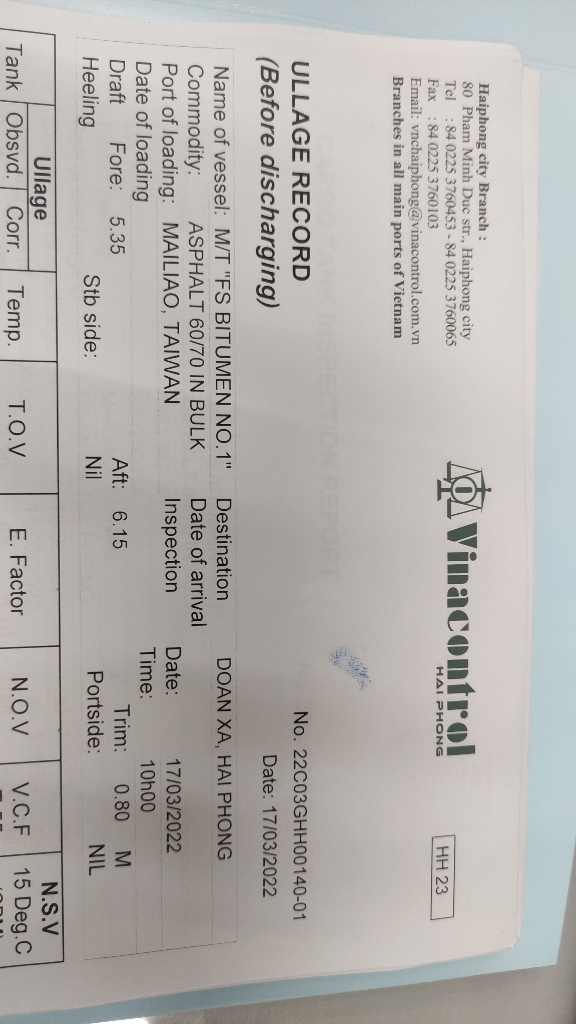 Vinacontrol
HAI PHONG
HH 23
Haiphong city Branch :
80 Pham Minh Duc str., Haiphong city
Tel : 84 0225 3760453 - 84 0225 3760065
Fax : 84 0225 3760103
Email: vnchaiphong@vinacontrol.com.vn
Branches in all main ports of Vietnam
INSPECTION REPORT
ULLAGE RECORD No. 22C03GHH00140-01
(Before discharging) Date: 17/03/2022
Name of vessel: M/T "FS BITUMEN NO.1" Destination DOAN XA, HAI PHONG
Commodity: ASPHALT 60/70 IN BULK Date of arrival
Port of loading: MAILIAO, TAIWAN Inspection Date: 17/03/2022
Date of loading Time: 10h00
Draft Fore: 5.35 Aft: 6.15 Trim: 0.80 M
Heeling Stb side: Nil Portside: NIL
Ullage N.S.V
Tank Obsvd. Corr. Temp. T.O.V E. Factor N.O.V V.C.F 15 Deg.C